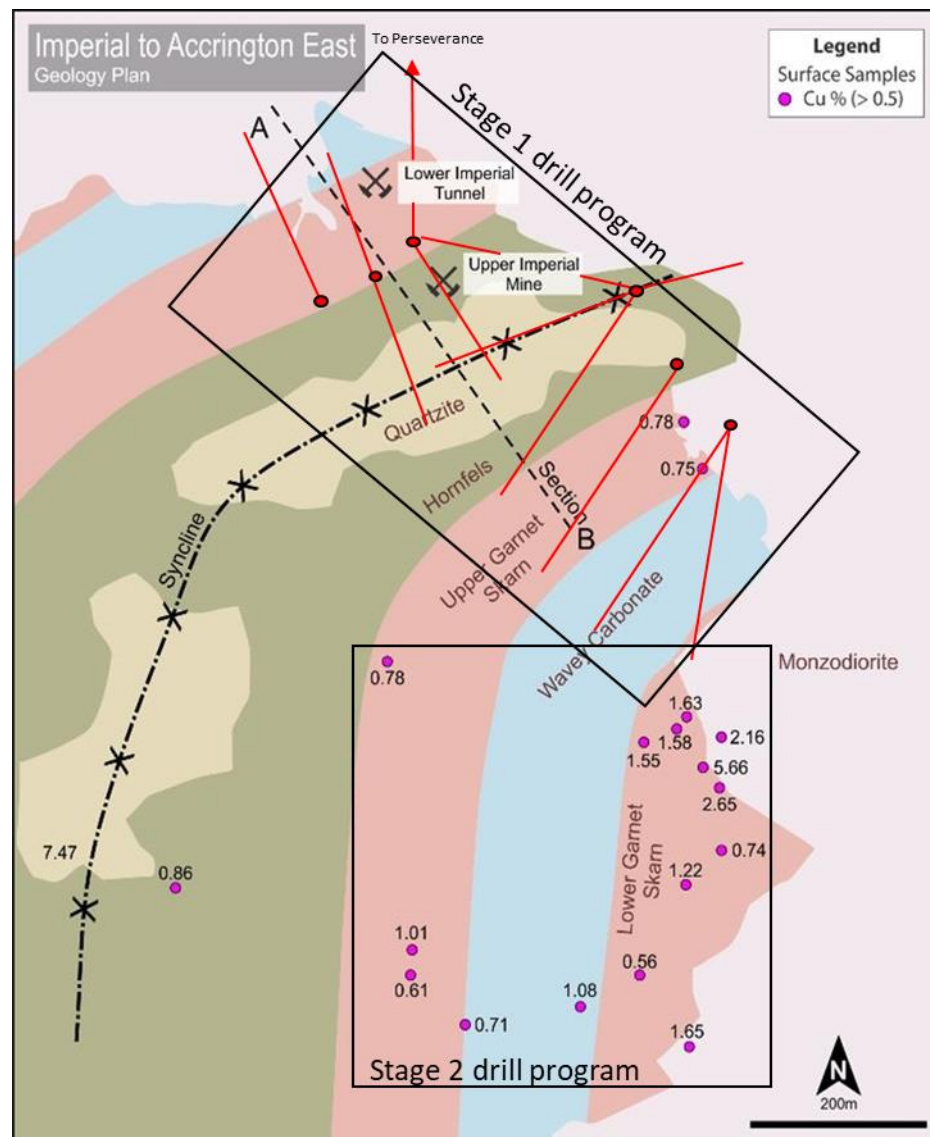 Imperial to Accrington East
Geology Plan
To Perseverance
Legend
Surface Samples
Cu % (> 0.5)
Stage 1 drill program
A
Lower Imperial
Tunnel
Upper Imperial
Mine
Quartzite
0.78
Hornfels
0.75
Section
B
Syncline
Upper Garnet
Skarn
Wavey Carbonate
Monzodiorite
0.78
1.63
2.16
1.58
1.55
5.66
2.65
7.47
0.86
0.74
Lower Garnet
Skarn
1.22
1.01
0.61
0.56
1.08
0.71
1.65
Stage 2 drill program
N
200m